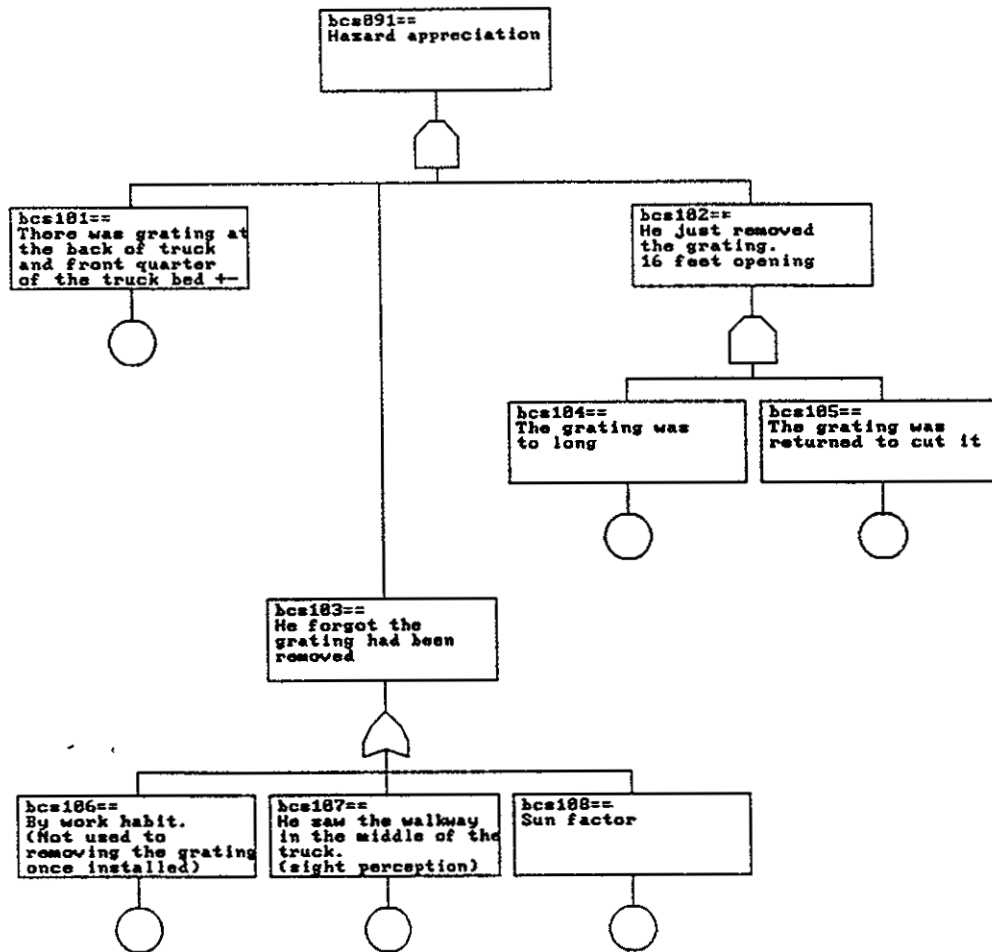 bcs091==
Hazard appreciation
bcs101==
There was grating at
the back of truck
and front quarter
of the truck bed +-
bcs102==
He just removed
the grating.
16 feet opening
bcs104==
The grating was
to long
bcs105==
The grating was
returned to cut it
bcs103==
He forgot the
grating had been
removed
bcs106==
By work habit.
(Not used to
removing the grating
once installed)
bcs107==
He saw the walkway
in the middle of the
truck.
(sight perception)
bcs108==
Sun factor